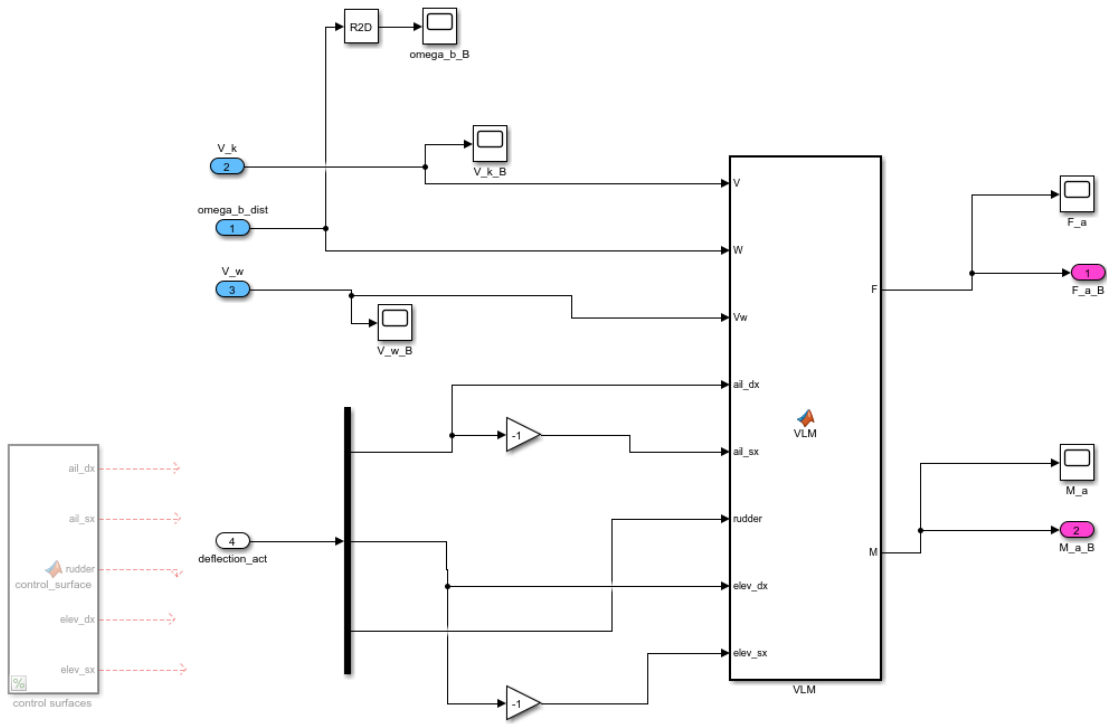 R2D
omega_b_B
V_k
2
V_k_B
omega_b_dist
1
V_w
3
V_w_B
V
W
Vw
ail_dx
ail_sx
rudder
elev_dx
elev_sx
VLM
F
M
VLM
F_a
1
F_a_B
M_a
2
M_a_B
-1
-1
4
deflection_act
ail_dx
ail_sx
rudder
control_surface
elev_dx
elev_sx
%
control surfaces